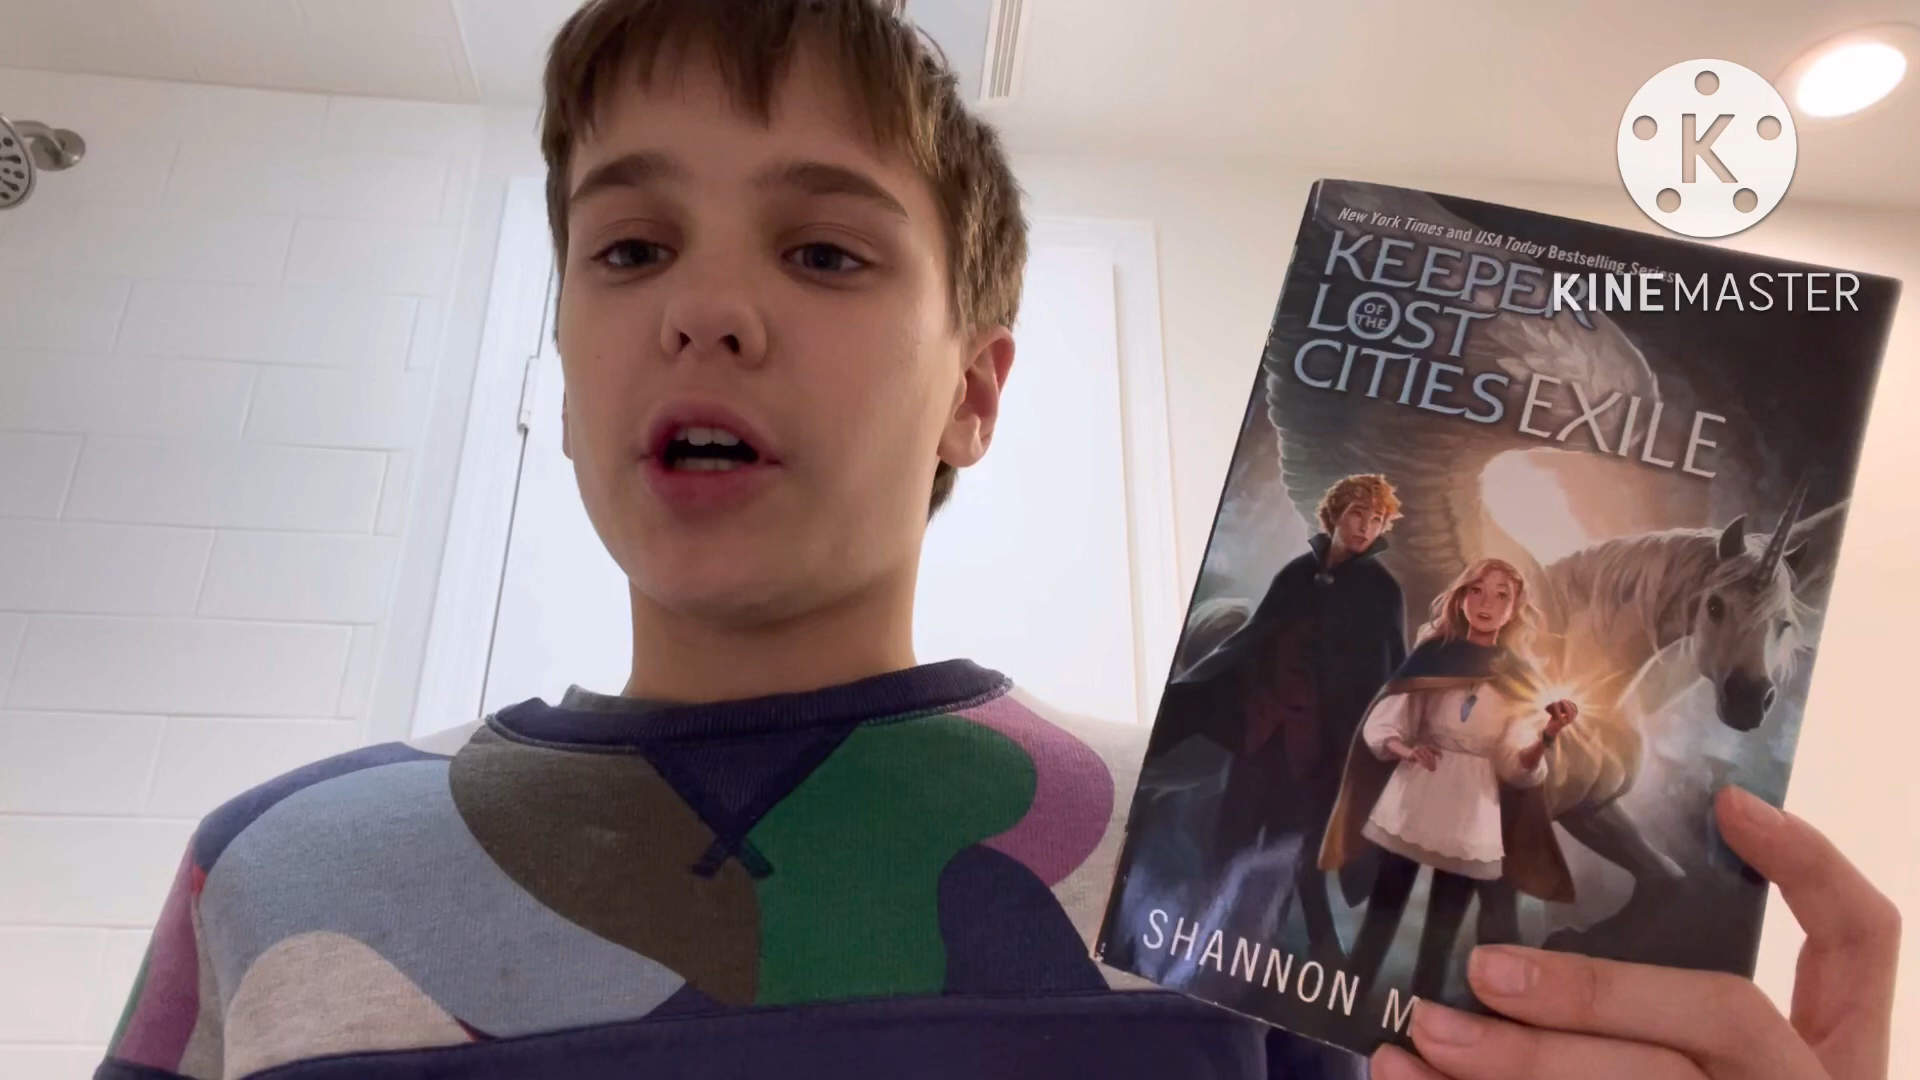 New York Times and USA Today Bestselling Series
KEEPER
OF THE
LOST
CITIES EXILE
SHANNON M
K
KINEMASTER